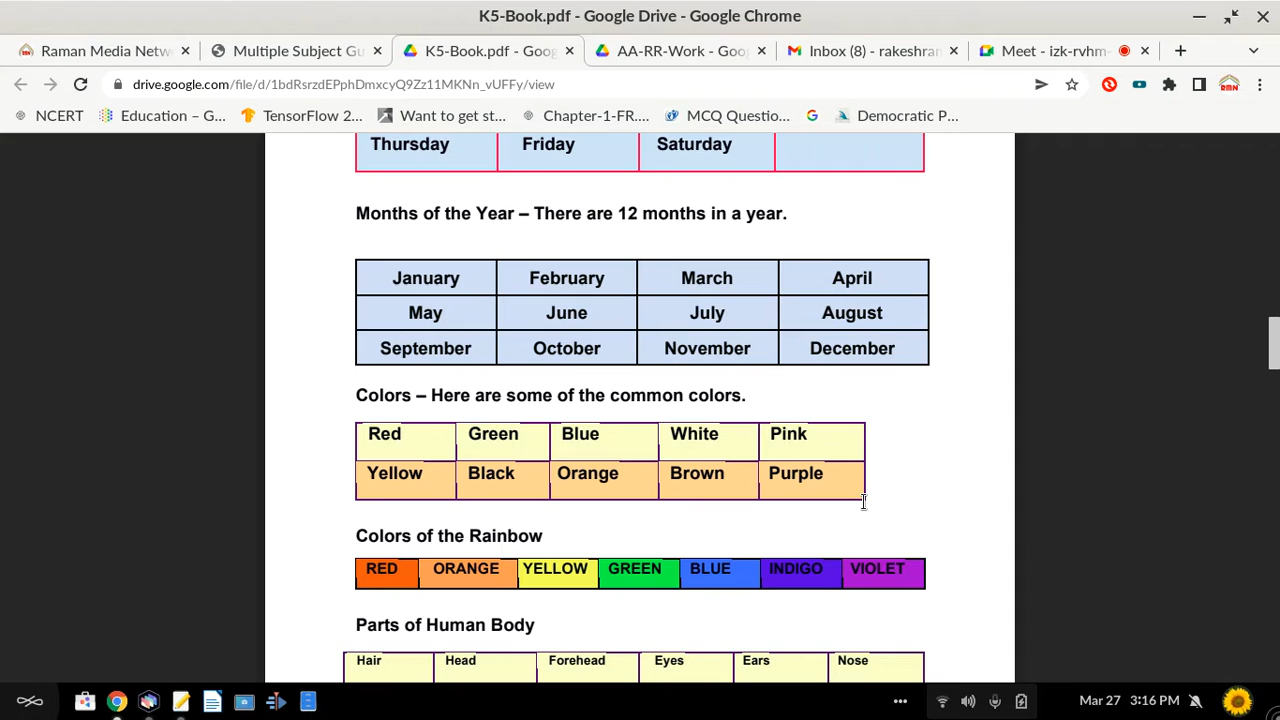 K5-Book.pdf - Google Drive - Google Chrome
Raman Media Netw Multiple Subject Gu K5-Book.pdf - Goog AA-RR-Work - Goog Inbox (8) - rakeshran Meet - izk-rvhm-
drive.google.com/file/d/1bdRsrzdEPphDmxcyQ9Zz11MKNn_vUFFy/view
NCERT Education – G... TensorFlow 2... Want to get st... Chapter-1-FR.... MCQ Questio... Democratic P...
Thursday Friday Saturday
Months of the Year – There are 12 months in a year.
January February March April
May June July August
September October November December
Colors – Here are some of the common colors.
Red Green Blue White Pink
Yellow Black Orange Brown Purple
Colors of the Rainbow
RED ORANGE YELLOW GREEN BLUE INDIGO VIOLET
Parts of Human Body
Hair Head Forehead Eyes Ears Nose
Mar 27 3:16 PM